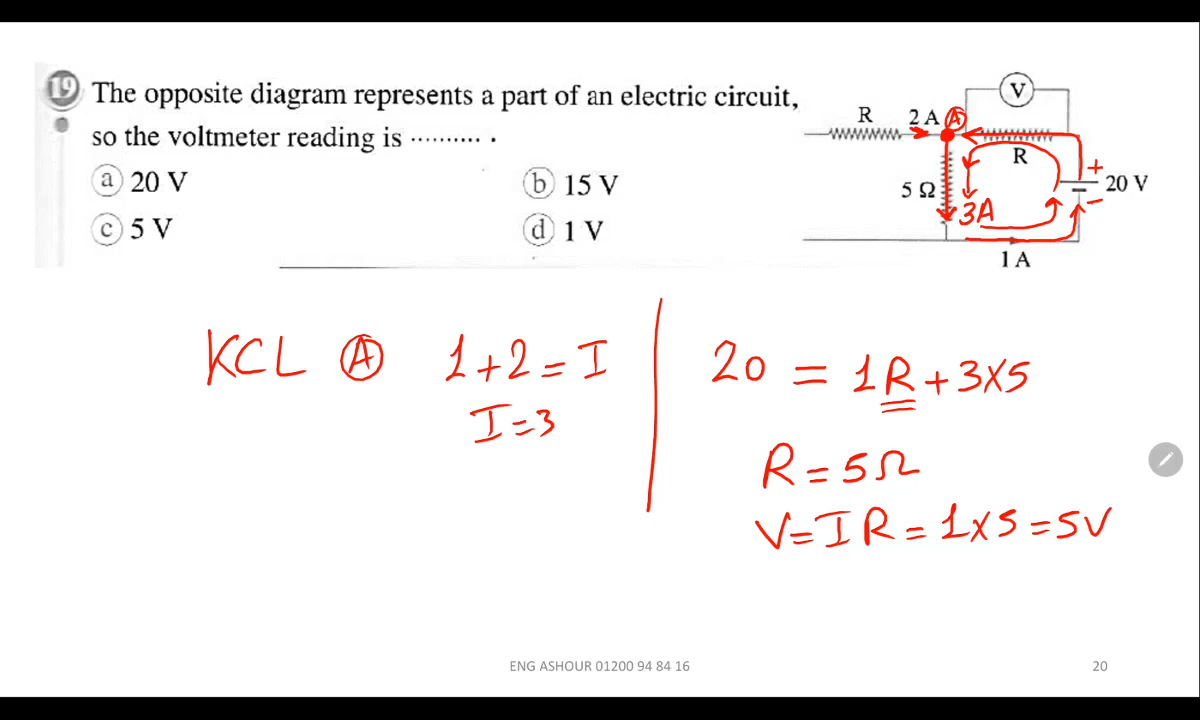 19 The opposite diagram represents a part of an electric circuit,
so the voltmeter reading is .......... .
a 20 V
b 15 V
c 5 V
d 1 V
V
R 2 A A
R
+
5 Ω 20 V
3A -
1 A
KCL A 1+2=I
I=3
20 = 1R+3x5
R=5Ω
V=IR=1x5=5V
ENG ASHOUR 01200 94 84 16
20